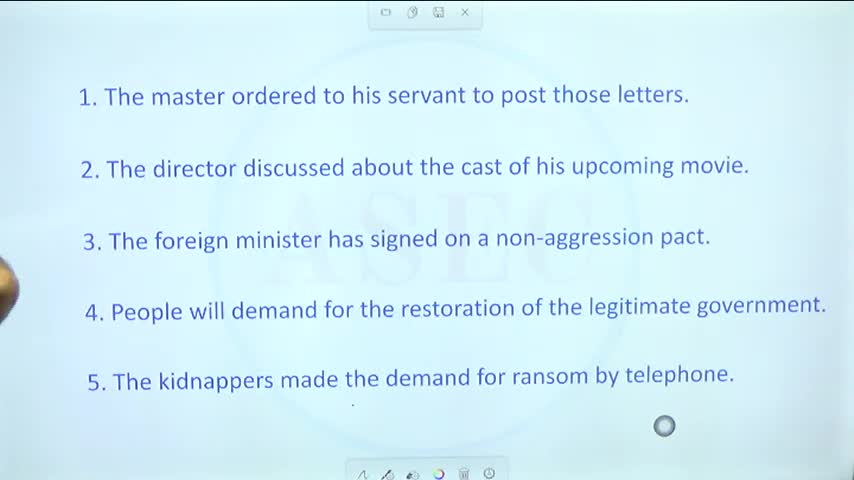 1. The master ordered to his servant to post those letters.
2. The director discussed about the cast of his upcoming movie.
3. The foreign minister has signed on a non-aggression pact.
4. People will demand for the restoration of the legitimate government.
5. The kidnappers made the demand for ransom by telephone.
ASEC